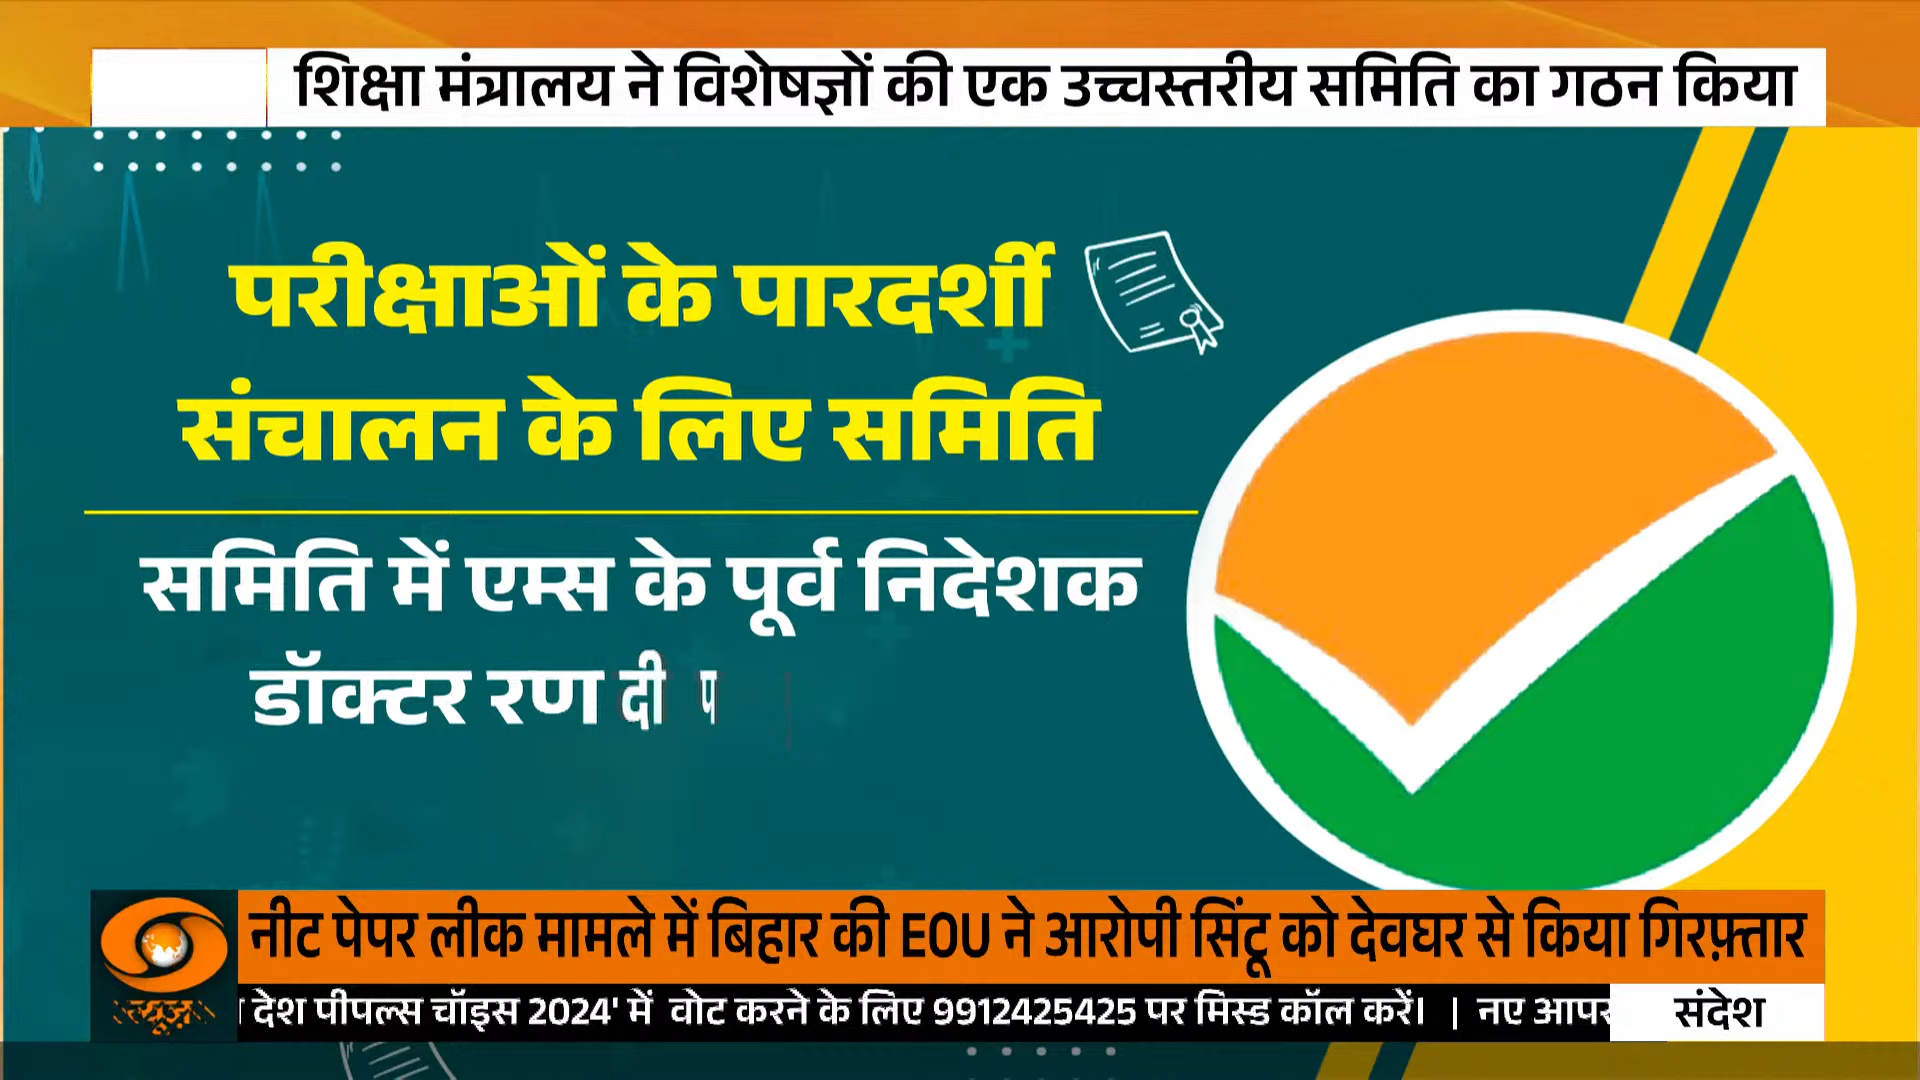 शिक्षा मंत्रालय ने विशेषज्ञों की एक उच्चस्तरीय समिति का गठन किया
परीक्षाओं के पारदर्शी
संचालन के लिए समिति
समिति में एम्स के पूर्व निदेशक
डॉक्टर रण दी प
नीट पेपर लीक मामले में बिहार की EOU ने आरोपी सिंटू को देवघर से किया गिरफ़्तार
न्यूज़
देश पीपल्स चॉइस 2024' में वोट करने के लिए 9912425425 पर मिस्ड कॉल करें। | नए
संदेश